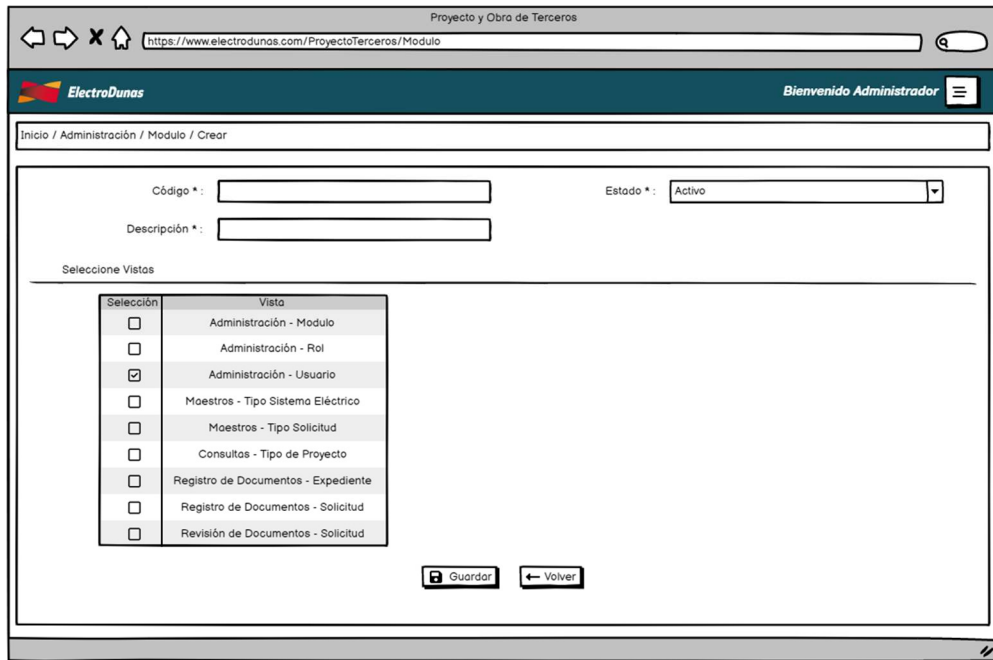 Proyecto y Obra de Terceros
https://www.electrodunas.com/ProyectoTerceros/Modulo
ElectroDunas
Bienvenido Administrador
Inicio / Administración / Modulo / Crear
Código * :
Estado * : Activo
Descripción * :
Seleccione Vistas
Selección Vista
Administración - Modulo
Administración - Rol
Administración - Usuario
Maestros - Tipo Sistema Eléctrico
Maestros - Tipo Solicitud
Consultas - Tipo de Proyecto
Registro de Documentos - Expediente
Registro de Documentos - Solicitud
Revisión de Documentos - Solicitud
Guardar
Volver